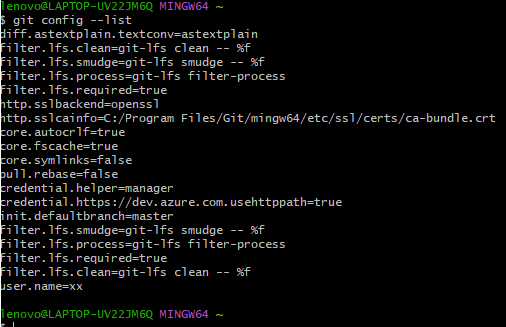 lenovo@LAPTOP-UV22JM6Q MINGW64 ~
$ git config --list
diff.astextplain.textconv=astextplain
filter.lfs.clean=git-lfs clean -- %f
filter.lfs.smudge=git-lfs smudge -- %f
filter.lfs.process=git-lfs filter-process
filter.lfs.required=true
http.sslbackend=openssl
http.sslcainfo=C:/Program Files/Git/mingw64/etc/ssl/certs/ca-bundle.crt
core.autocrlf=true
core.fscache=true
core.symlinks=false
pull.rebase=false
credential.helper=manager
credential.https://dev.azure.com.usehttppath=true
init.defaultbranch=master
filter.lfs.smudge=git-lfs smudge -- %f
filter.lfs.process=git-lfs filter-process
filter.lfs.required=true
filter.lfs.clean=git-lfs clean -- %f
user.name=xx
lenovo@LAPTOP-UV22JM6Q MINGW64 ~
$